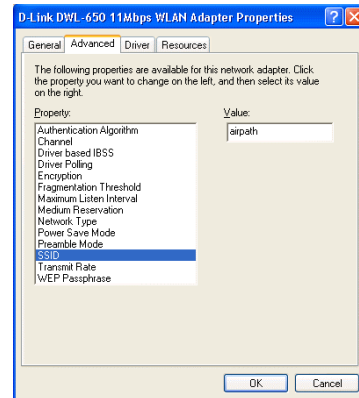 D-Link DWL-650 11Mbps WLAN Adapter Properties
General Advanced Driver Resources
The following properties are available for this network adapter. Click
the property you want to change on the left, and then select its value
on the right.
Property: Value:
Authentication Algorithm airpath
Channel
Driver based IBSS
Driver Polling
Encryption
Fragmentation Threshold
Maximum Listen Interval
Medium Reservation
Network Type
Power Save Mode
Preamble Mode
SSID
Transmit Rate
WEP Passphrase
OK Cancel